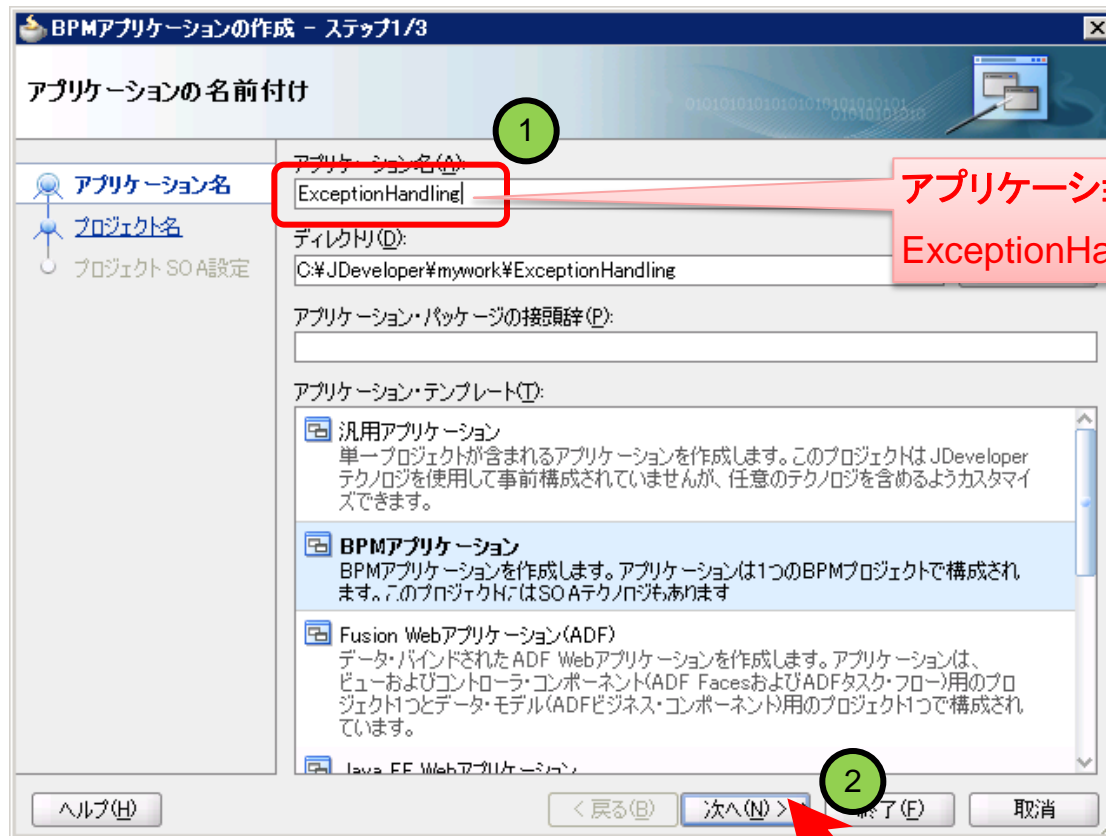 BPMアプリケーションの作成 - ステップ1/3
アプリケーションの名前付け
1
アプリケーション名
プロジェクト名
プロジェクトSOA設定
アプリケーション名(A):
ExceptionHandling
アプリケーショ
ExceptionHa
ディレクトリ(D):
C:¥JDeveloper¥mywork¥ExceptionHandling
アプリケーション・パッケージの接頭辞(P):
アプリケーション・テンプレート(T):
汎用アプリケーション
単一プロジェクトが含まれるアプリケーションを作成します。このプロジェクトは JDeveloper
テクノロジを使用して事前構成されていませんが、任意のテクノロジを含めるようカスタマイ
ズできます。
BPMアプリケーション
BPMアプリケーションを作成します。アプリケーションは1つのBPMプロジェクトで構成され
ます。このプロジェクトにはSOAテクノロジもあります
Fusion Webアプリケーション(ADF)
データ・バインドされたADF Webアプリケーションを作成します。アプリケーションは、
ビューおよびコントローラ・コンポーネント(ADF FacesおよびADFタスク・フロー)用のプロ
ジェクト1つとデータ・モデル(ADFビジネス・コンポーネント)用のプロジェクト1つで構成され
ています。
Java EE Webアプリケーション
2
ヘルプ(H)
< 戻る(B)
次へ(N) >
終了(F)
取消